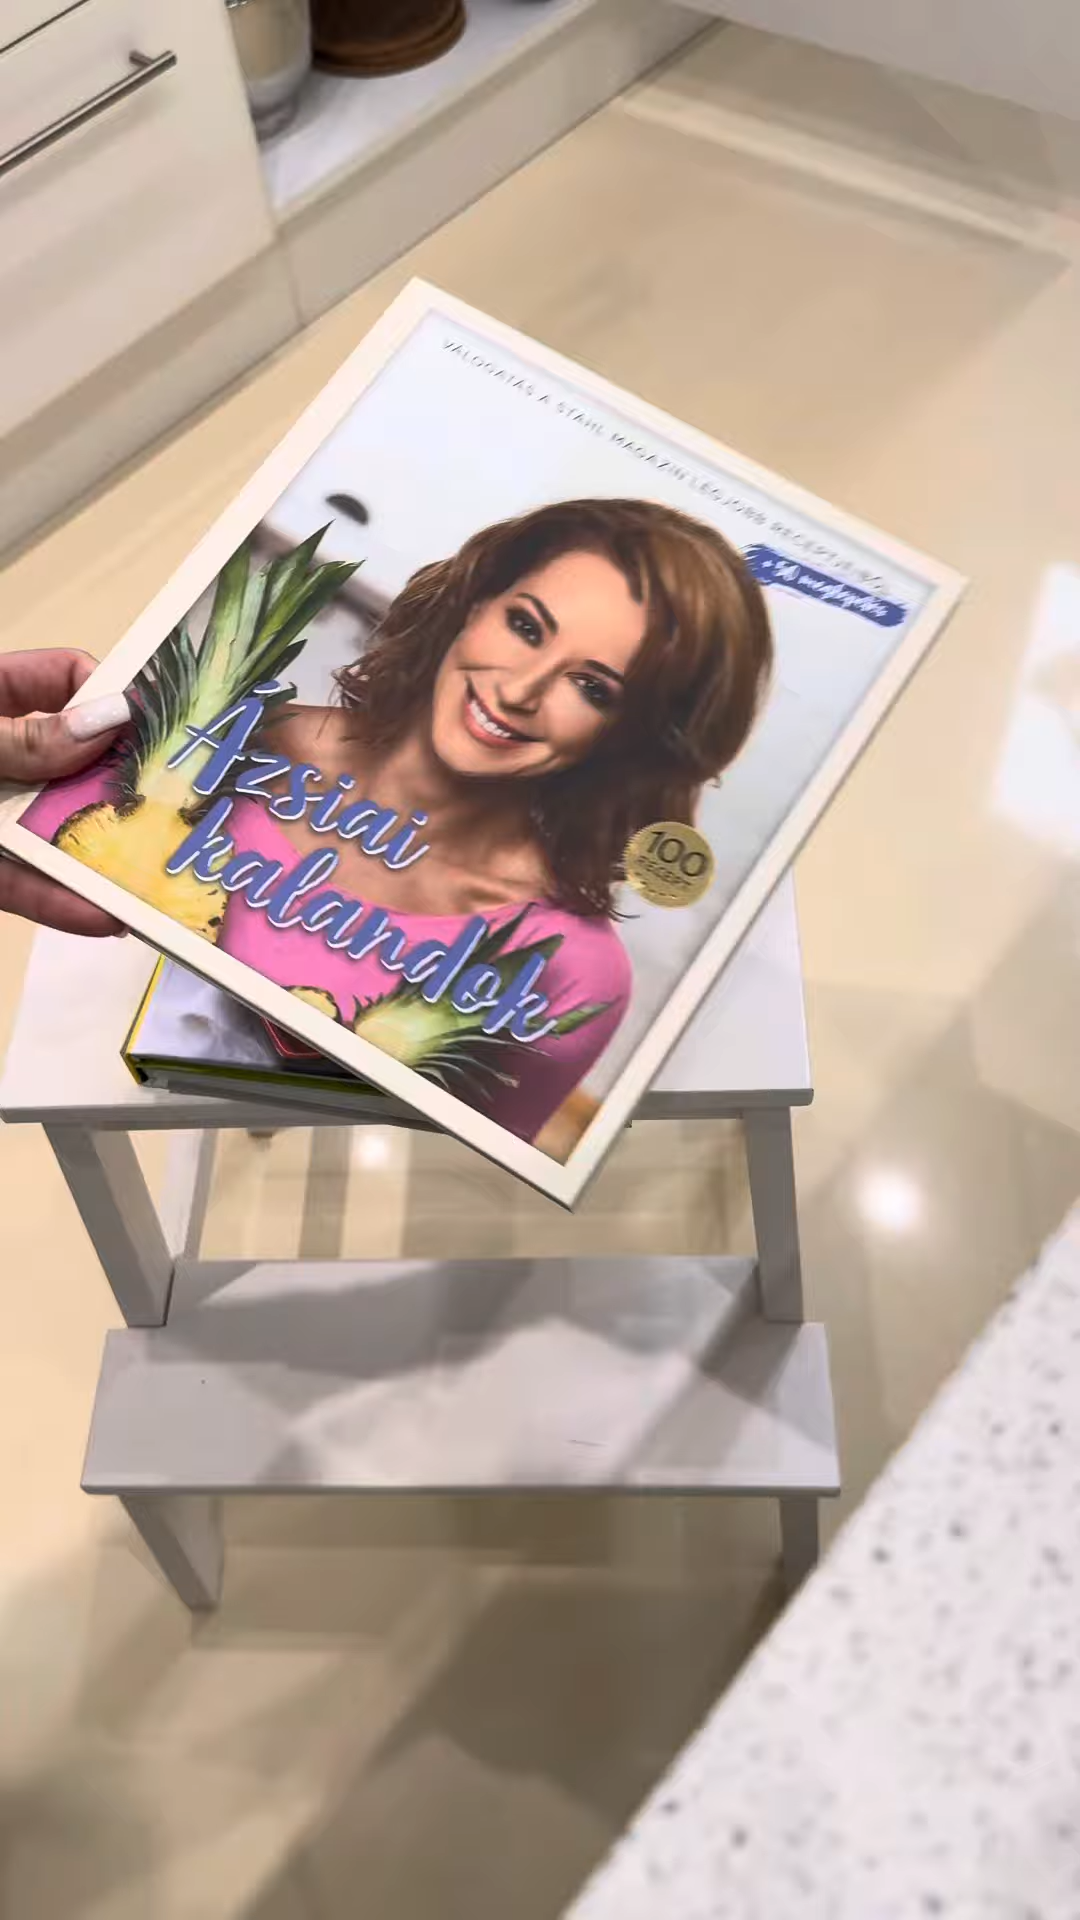 VÁLOGATÁS A STAHL MAGAZIN LEGJOBB RECEPTJEIBŐL
Ázsiai
kalandok
100
RECEPT